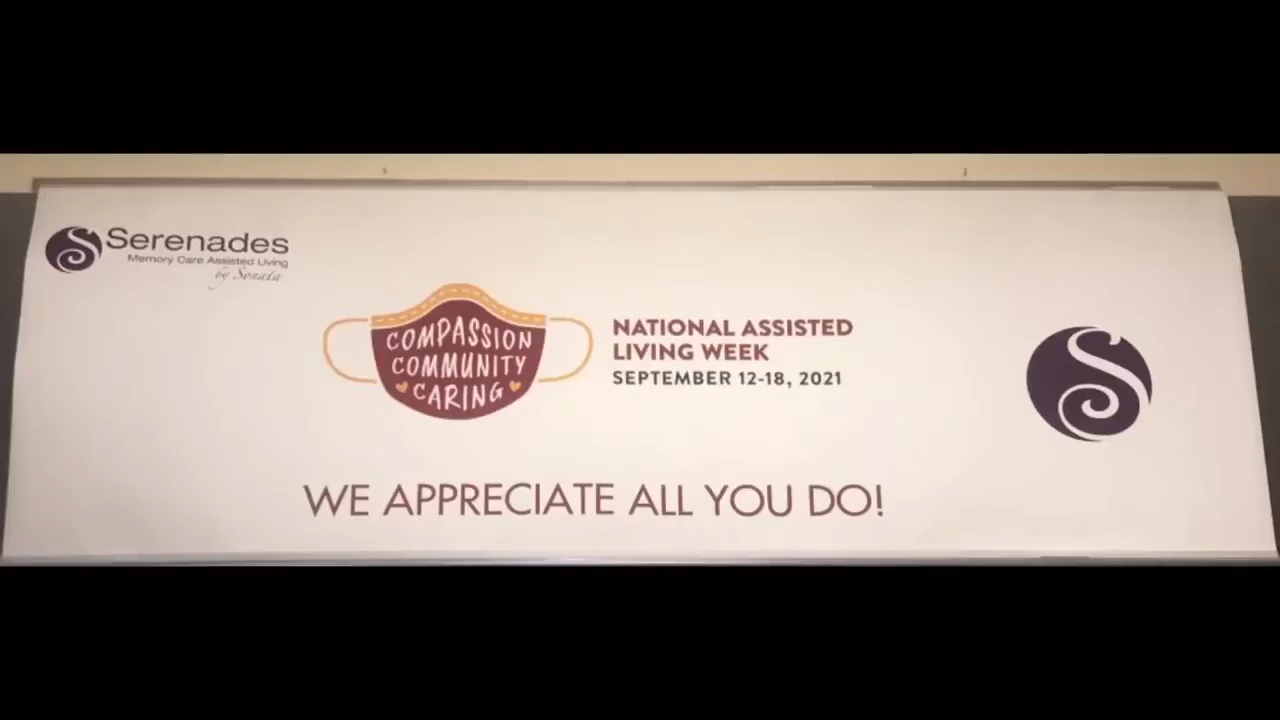 Serenades
Memory Care Assisted Living
by Sonata
COMPASSION
COMMUNITY
CARING
NATIONAL ASSISTED
LIVING WEEK
SEPTEMBER 12-18, 2021
WE APPRECIATE ALL YOU DO!